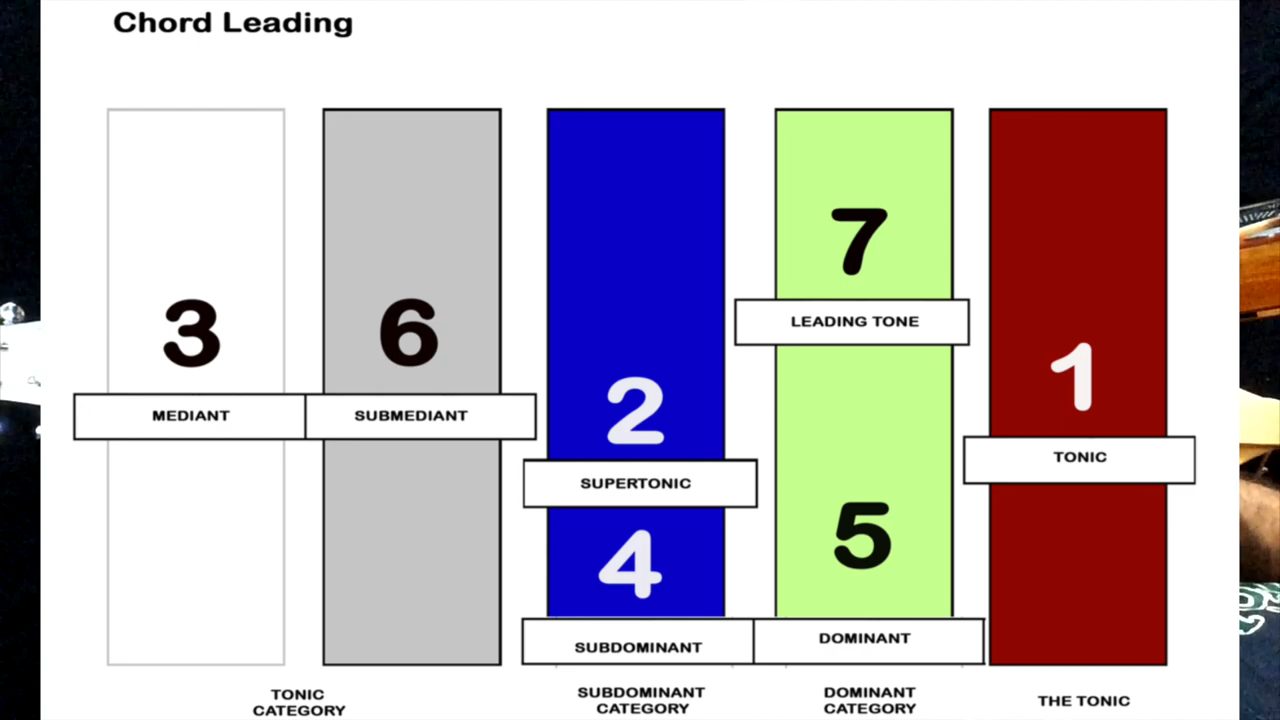 Chord Leading
3
MEDIANT
6
SUBMEDIANT
2
SUPERTONIC
4
SUBDOMINANT
7
LEADING TONE
5
DOMINANT
1
TONIC
TONIC
CATEGORY
SUBDOMINANT
CATEGORY
DOMINANT
CATEGORY
THE TONIC